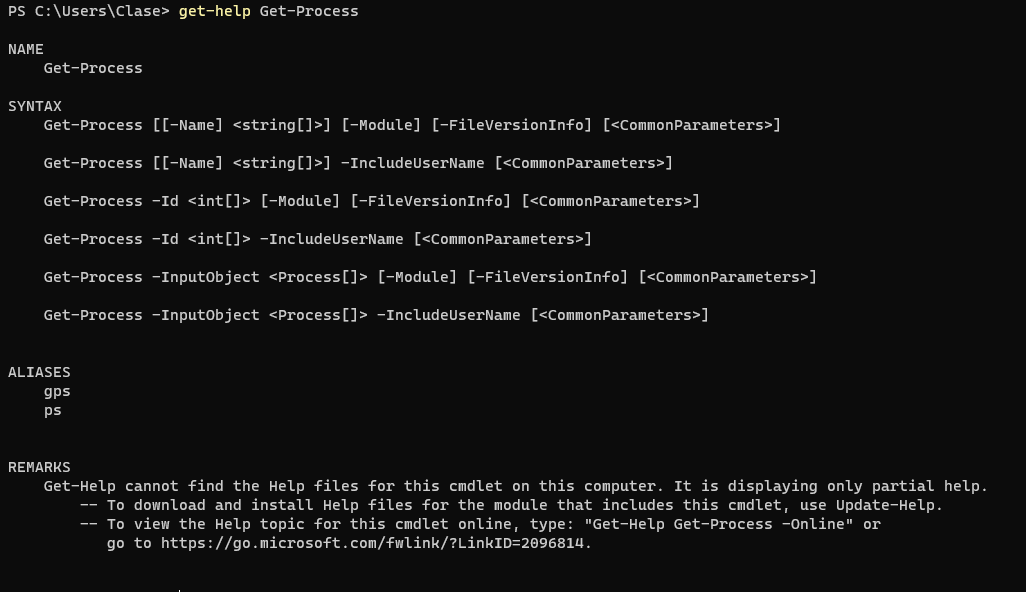 PS C:\Users\Clase> get-help Get-Process
NAME
Get-Process
SYNTAX
Get-Process [[-Name] <string[]>] [-Module] [-FileVersionInfo] [<CommonParameters>]
Get-Process [[-Name] <string[]>] -IncludeUserName [<CommonParameters>]
Get-Process -Id <int[]> [-Module] [-FileVersionInfo] [<CommonParameters>]
Get-Process -Id <int[]> -IncludeUserName [<CommonParameters>]
Get-Process -InputObject <Process[]> [-Module] [-FileVersionInfo] [<CommonParameters>]
Get-Process -InputObject <Process[]> -IncludeUserName [<CommonParameters>]
ALIASES
gps
ps
REMARKS
Get-Help cannot find the Help files for this cmdlet on this computer. It is displaying only partial help.
-- To download and install Help files for the module that includes this cmdlet, use Update-Help.
-- To view the Help topic for this cmdlet online, type: "Get-Help Get-Process -Online" or
go to https://go.microsoft.com/fwlink/?LinkID=2096814.